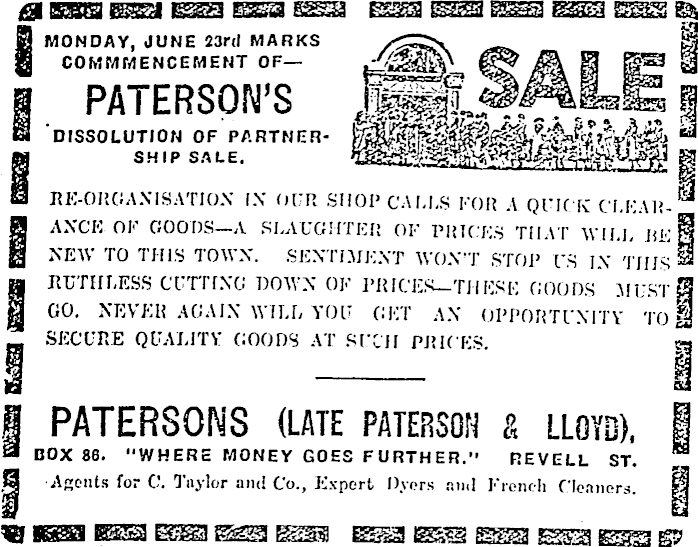 MONDAY, JUNE 23rd MARKS
COMMMENCEMENT OF—
PATERSON'S
DISSOLUTION OF PARTNER-
SHIP SALE.
SALE
RE-ORGANISATION IN OUR SHOP CALLS FOR A QUICK CLEAR-
ANCE OF GOODS—A SLAUGHTER OF PRICES THAT WILL BE
NEW TO THIS TOWN. SENTIMENT WON'T STOP US IN THIS
RUTHLESS CUTTING DOWN OF PRICES—THESE GOODS MUST
GO. NEVER AGAIN WILL YOU GET AN OPPORTUNITY TO
SECURE QUALITY GOODS AT SUCH PRICES.
PATERSONS (LATE PATERSON & LLOYD),
BOX 86. "WHERE MONEY GOES FURTHER." REVELL ST.
Agents for C. Taylor and Co., Expert Dyers and French Cleaners.